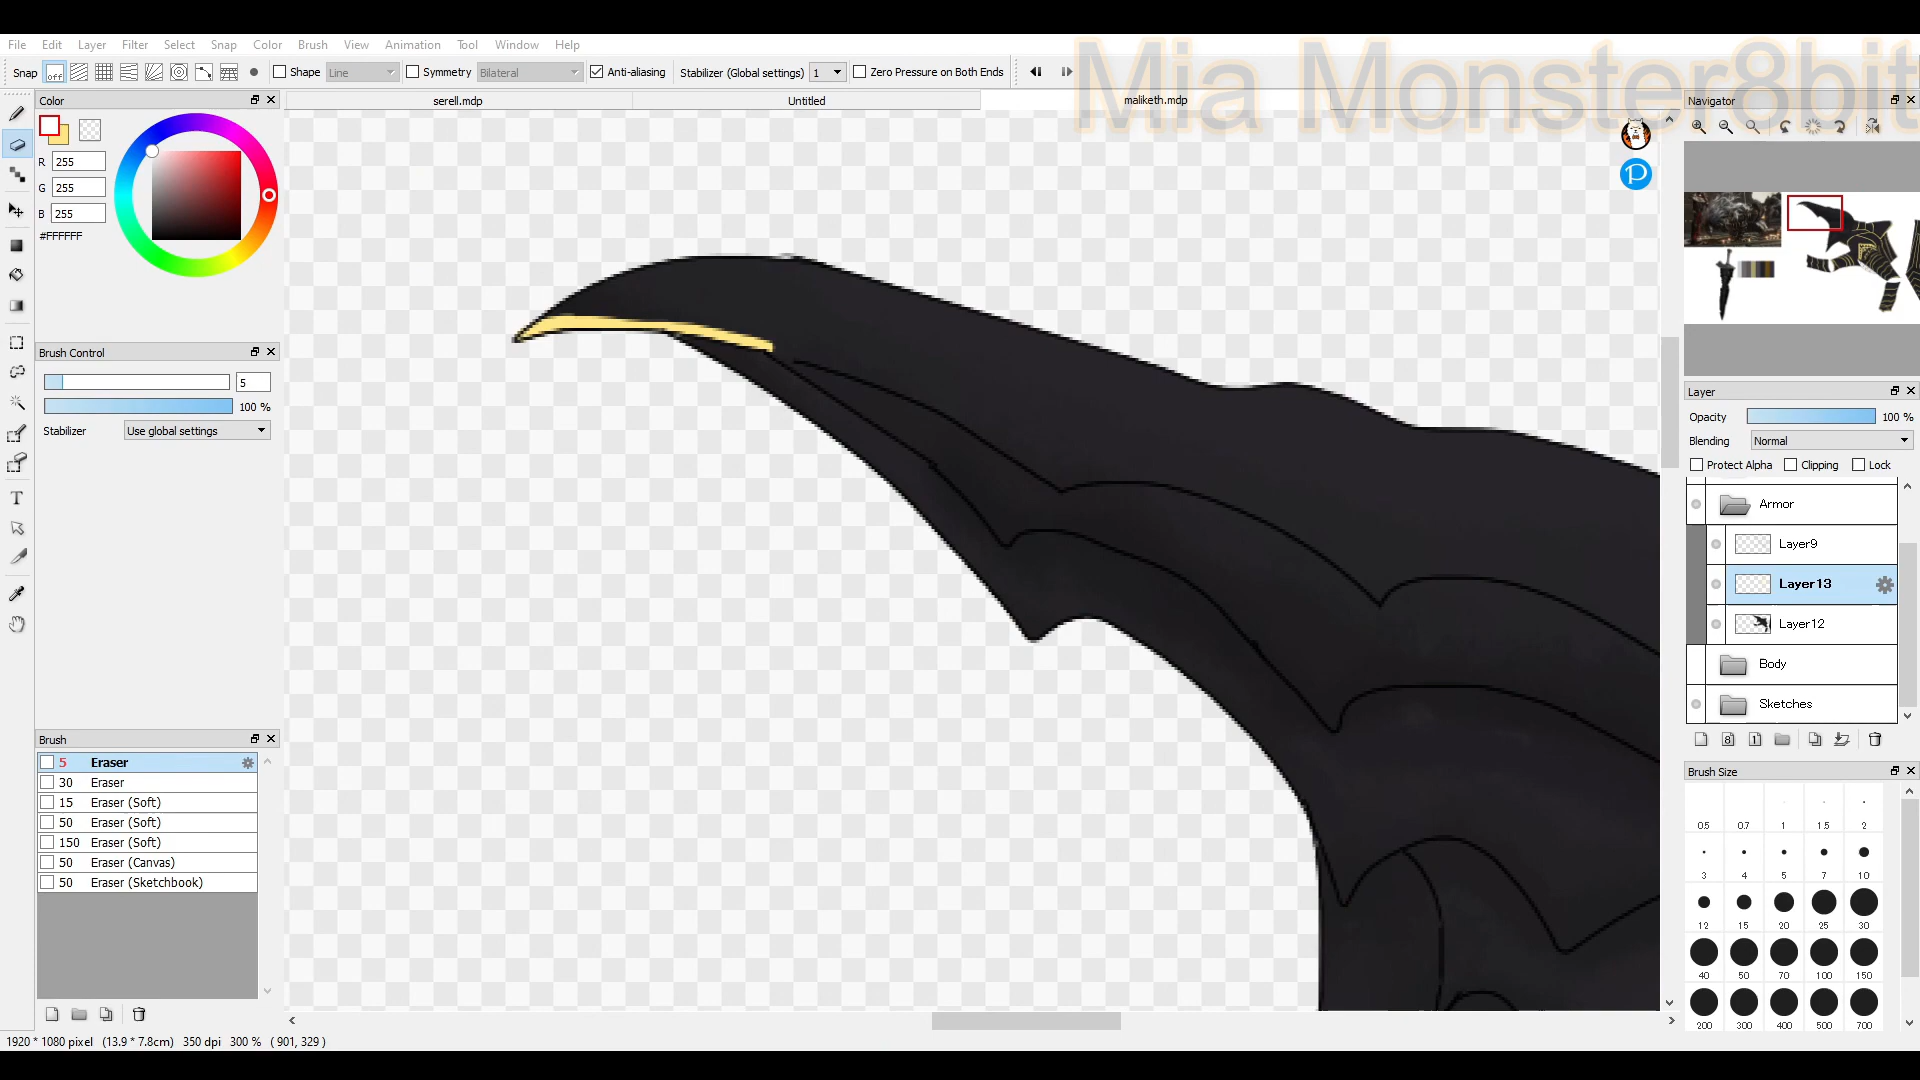 Mia Monster8bit
File Edit Layer Filter Select Snap Color Brush View Animation Tool Window Help
Snap off Shape Line Symmetry Bilateral Anti-aliasing Stabilizer (Global settings) 1 Zero Pressure on Both Ends
Color
serell.mdp Untitled maliketh.mdp
Navigator
R 255
G 255
B 255
#FFFFFF
Brush Control
5
100 %
Stabilizer Use global settings
Layer
Opacity 100 %
Blending Normal
Protect Alpha Clipping Lock
Armor
Layer9
Layer13
Layer12
Body
Sketches
8 1
Brush
5 Eraser
30 Eraser
15 Eraser (Soft)
50 Eraser (Soft)
150 Eraser (Soft)
50 Eraser (Canvas)
50 Eraser (Sketchbook)
Brush Size
0.5 0.7 1 1.5 2
3 4 5 7 10
12 15 20 25 30
40 50 70 100 150
200 300 400 500 700
T
P
1920 * 1080 pixel (13.9 * 7.8cm) 350 dpi 300 % ( 901, 329 )